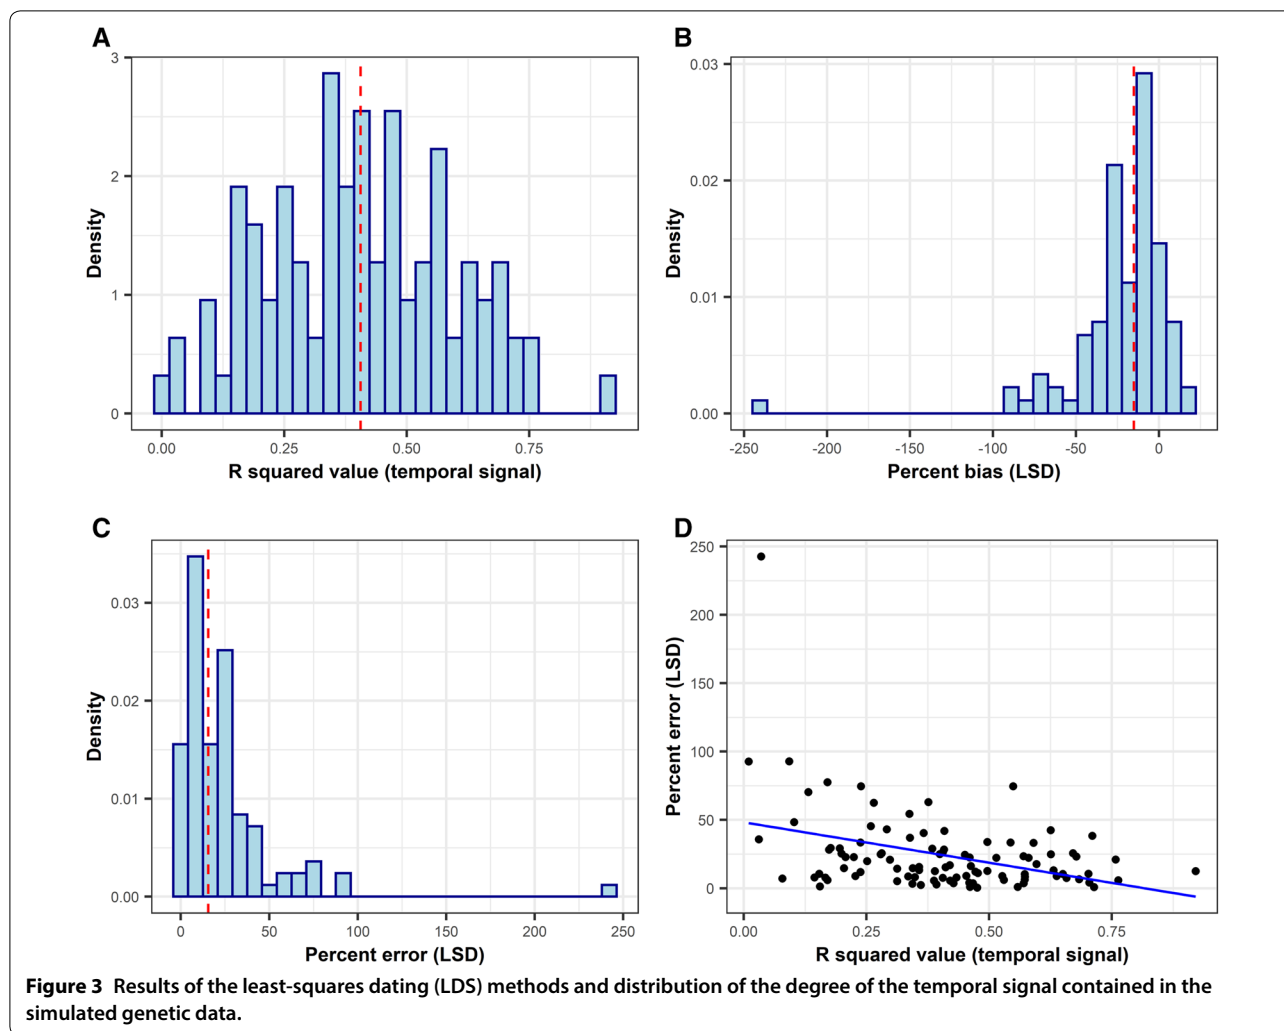 A
3
2
1
0
Density
0.00
0.25
0.50
0.75
R squared value (temporal signal)
B
0.03
0.02
0.01
0.00
Density
-250
-200
-150
-100
-50
0
Percent bias (LSD)
C
0.03
0.02
0.01
0.00
Density
0
50
100
150
200
250
Percent error (LSD)
D
250
200
150
100
50
0
Percent error (LSD)
0.00
0.25
0.50
0.75
R squared value (temporal signal)
Figure 3 Results of the least-squares dating (LDS) methods and distribution of the degree of the temporal signal contained in the
simulated genetic data.